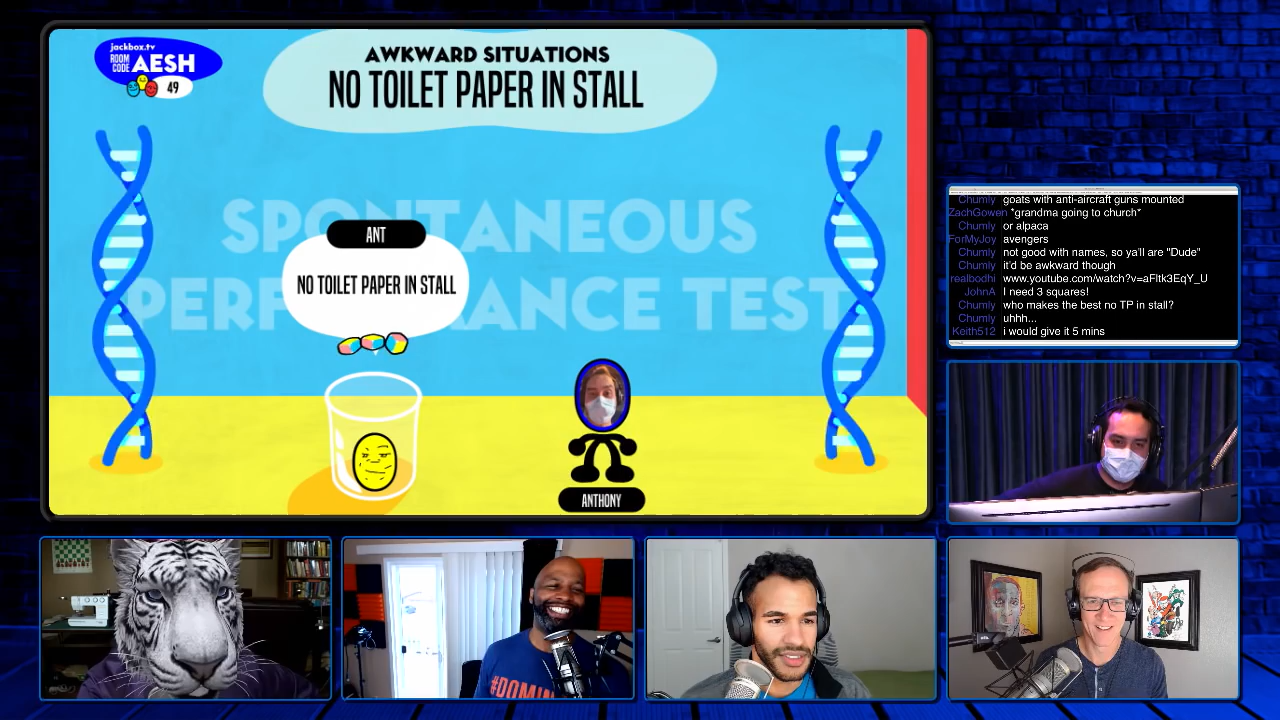 jackbox.tv
ROOM CODE AESH
49
AWKWARD SITUATIONS
NO TOILET PAPER IN STALL
SPONTANEOUS
ANT
NO TOILET PAPER IN STALL
TEST
ANTHONY
Chumly goats with anti-aircraft guns mounted
ZachGowen *grandma going to church*
Chumly or alpaca
ForMyJoy avengers
Chumly not good with names, so ya'll are "Dude"
Chumly it'd be awkward though
realbodhi www.youtube.com/watch?v=aFltk3EqY_U
JohnA I need 3 squares!
Chumly who makes the best no TP in stall?
Chumly uhhh...
Keith512 i would give it 5 mins